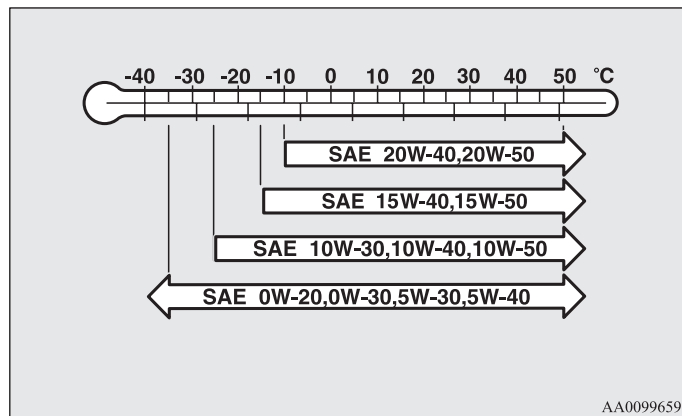 -40 -30 -20 -10 0 10 20 30 40 50 °C
SAE 20W-40,20W-50
SAE 15W-40,15W-50
SAE 10W-30,10W-40,10W-50
SAE 0W-20,0W-30,5W-30,5W-40
AA0099659